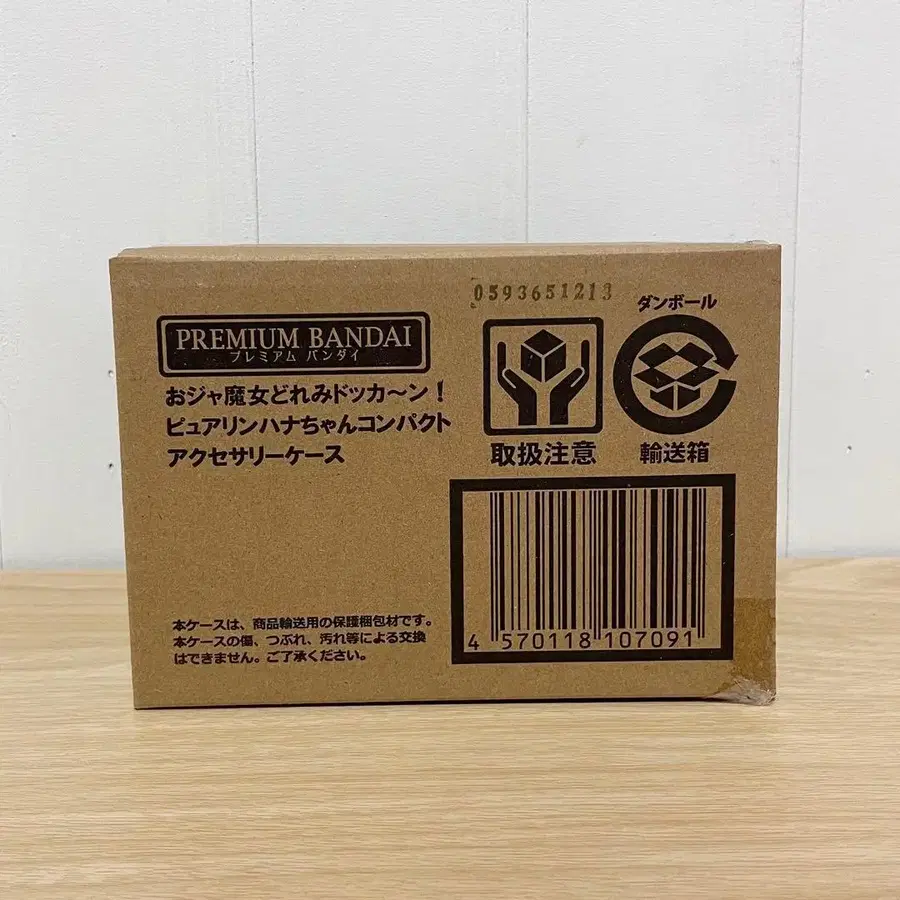 0593651213
PREMIUM BANDAI
プレミアム バンダイ
おジャ魔女どれみドッカ〜ン！
ピュアリンハナちゃんコンパクト
アクセサリーケース
取扱注意
ダンボール
輸送箱
本ケースは、商品輸送用の保護梱包材です。
本ケースの傷、つぶれ、汚れ等による交換
はできません。ご了承ください。
4 570118 107091